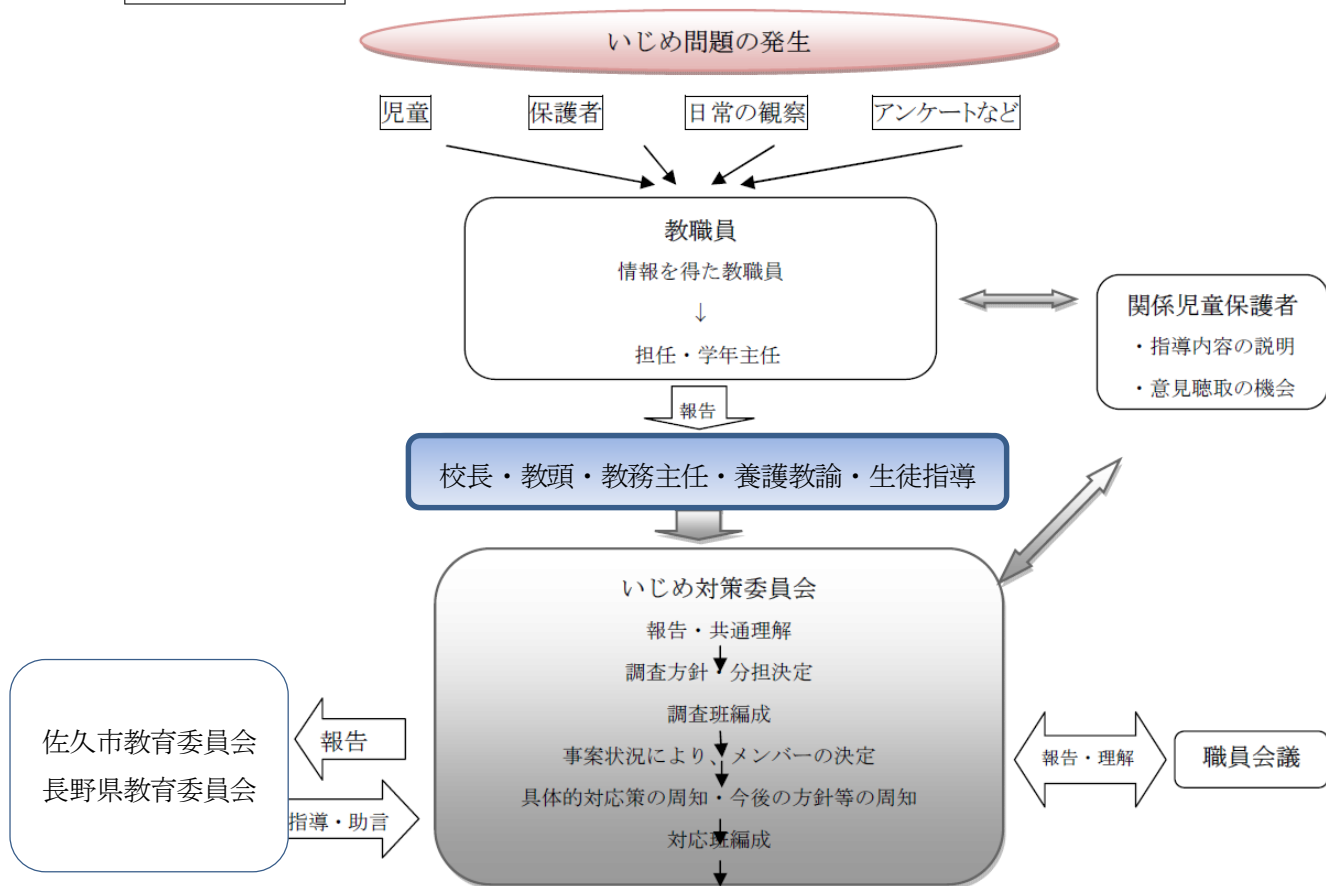 いじめ問題の発生
児童
保護者
日常の観察
アンケートなど
教職員
情報を得た教職員
↓
担任・学年主任
関係児童保護者
・指導内容の説明
・意見聴取の機会
報告
校長・教頭・教務主任・養護教諭・生徒指導
いじめ対策委員会
報告・共通理解
調査方針・分担決定
調査班編成
事案状況により、メンバーの決定
具体的対応策の周知・今後の方針等の周知
対応班編成
佐久市教育委員会
長野県教育委員会
報告
指導・助言
報告・理解
職員会議